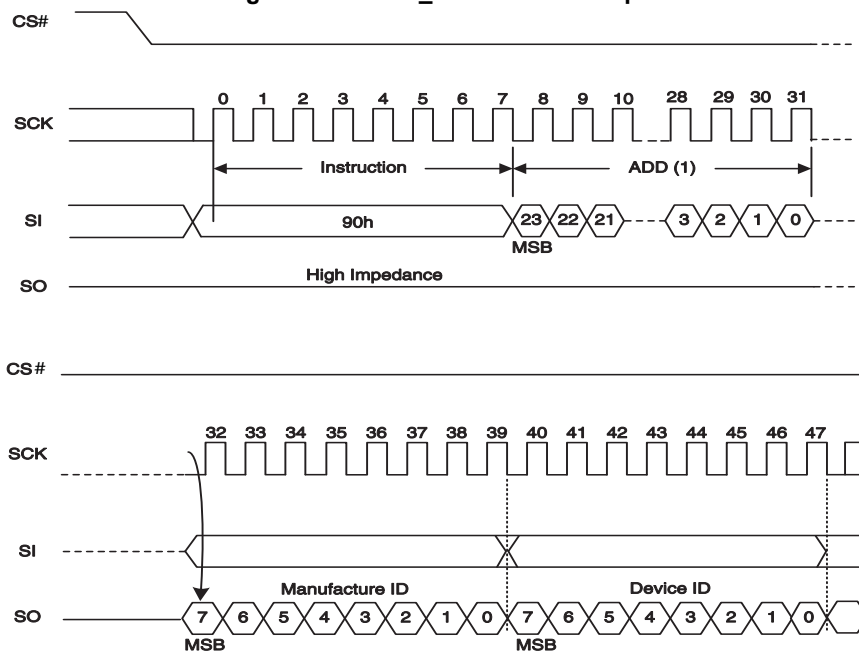 CS#
0 1 2 3 4 5 6 7 8 9 10 28 29 30 31
SCK
Instruction ADD (1)
SI 90h 23 22 21 3 2 1 0
MSB
High Impedance
SO
CS#
32 33 34 35 36 37 38 39 40 41 42 43 44 45 46 47
SCK
SI
Manufacture ID Device ID
SO 7 6 5 4 3 2 1 0 7 6 5 4 3 2 1 0
MSB MSB